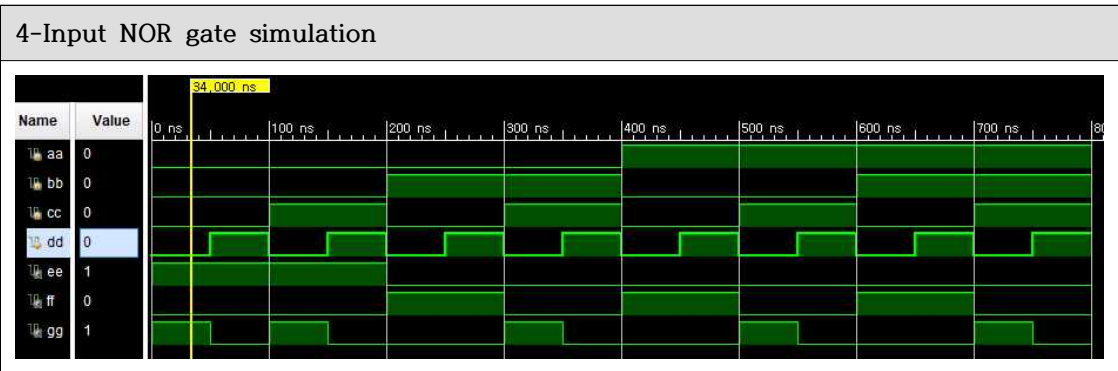 4-Input NOR gate simulation
34,000 ns
Name Value 0 ns 100 ns 200 ns 300 ns 400 ns 500 ns 600 ns 700 ns
aa 0
bb 0
cc 0
dd 0
ee 1
ff 0
gg 1